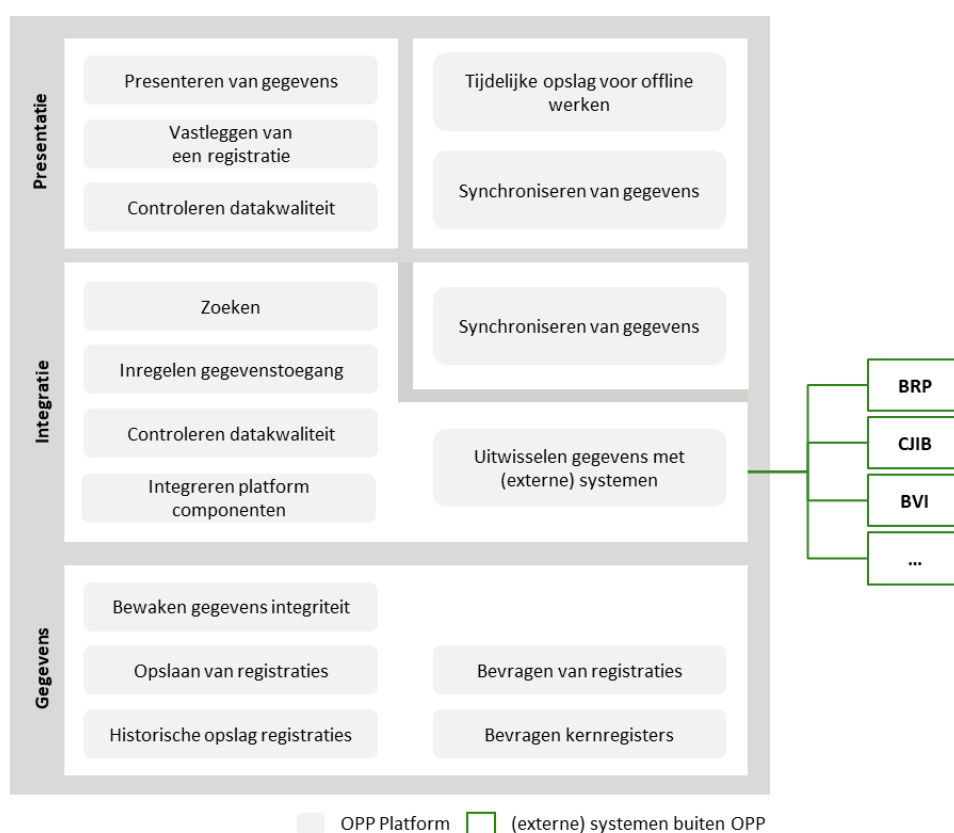 Presentatie
Presenteren van gegevens
Vastleggen van
een registratie
Controleren datakwaliteit
Tijdelijke opslag voor offline
werken
Synchroniseren van gegevens
Integratie
Zoeken
Inregelen gegevenstoegang
Controleren datakwaliteit
Integreren platform
componenten
Synchroniseren van gegevens
Uitwisselen gegevens met
(externe) systemen
BRP
CJIB
BVI
...
Gegevens
Bewaken gegevens integriteit
Opslaan van registraties
Historische opslag registraties
Bevragen van registraties
Bevragen kernregisters
OPP Platform
(externe) systemen buiten OPP